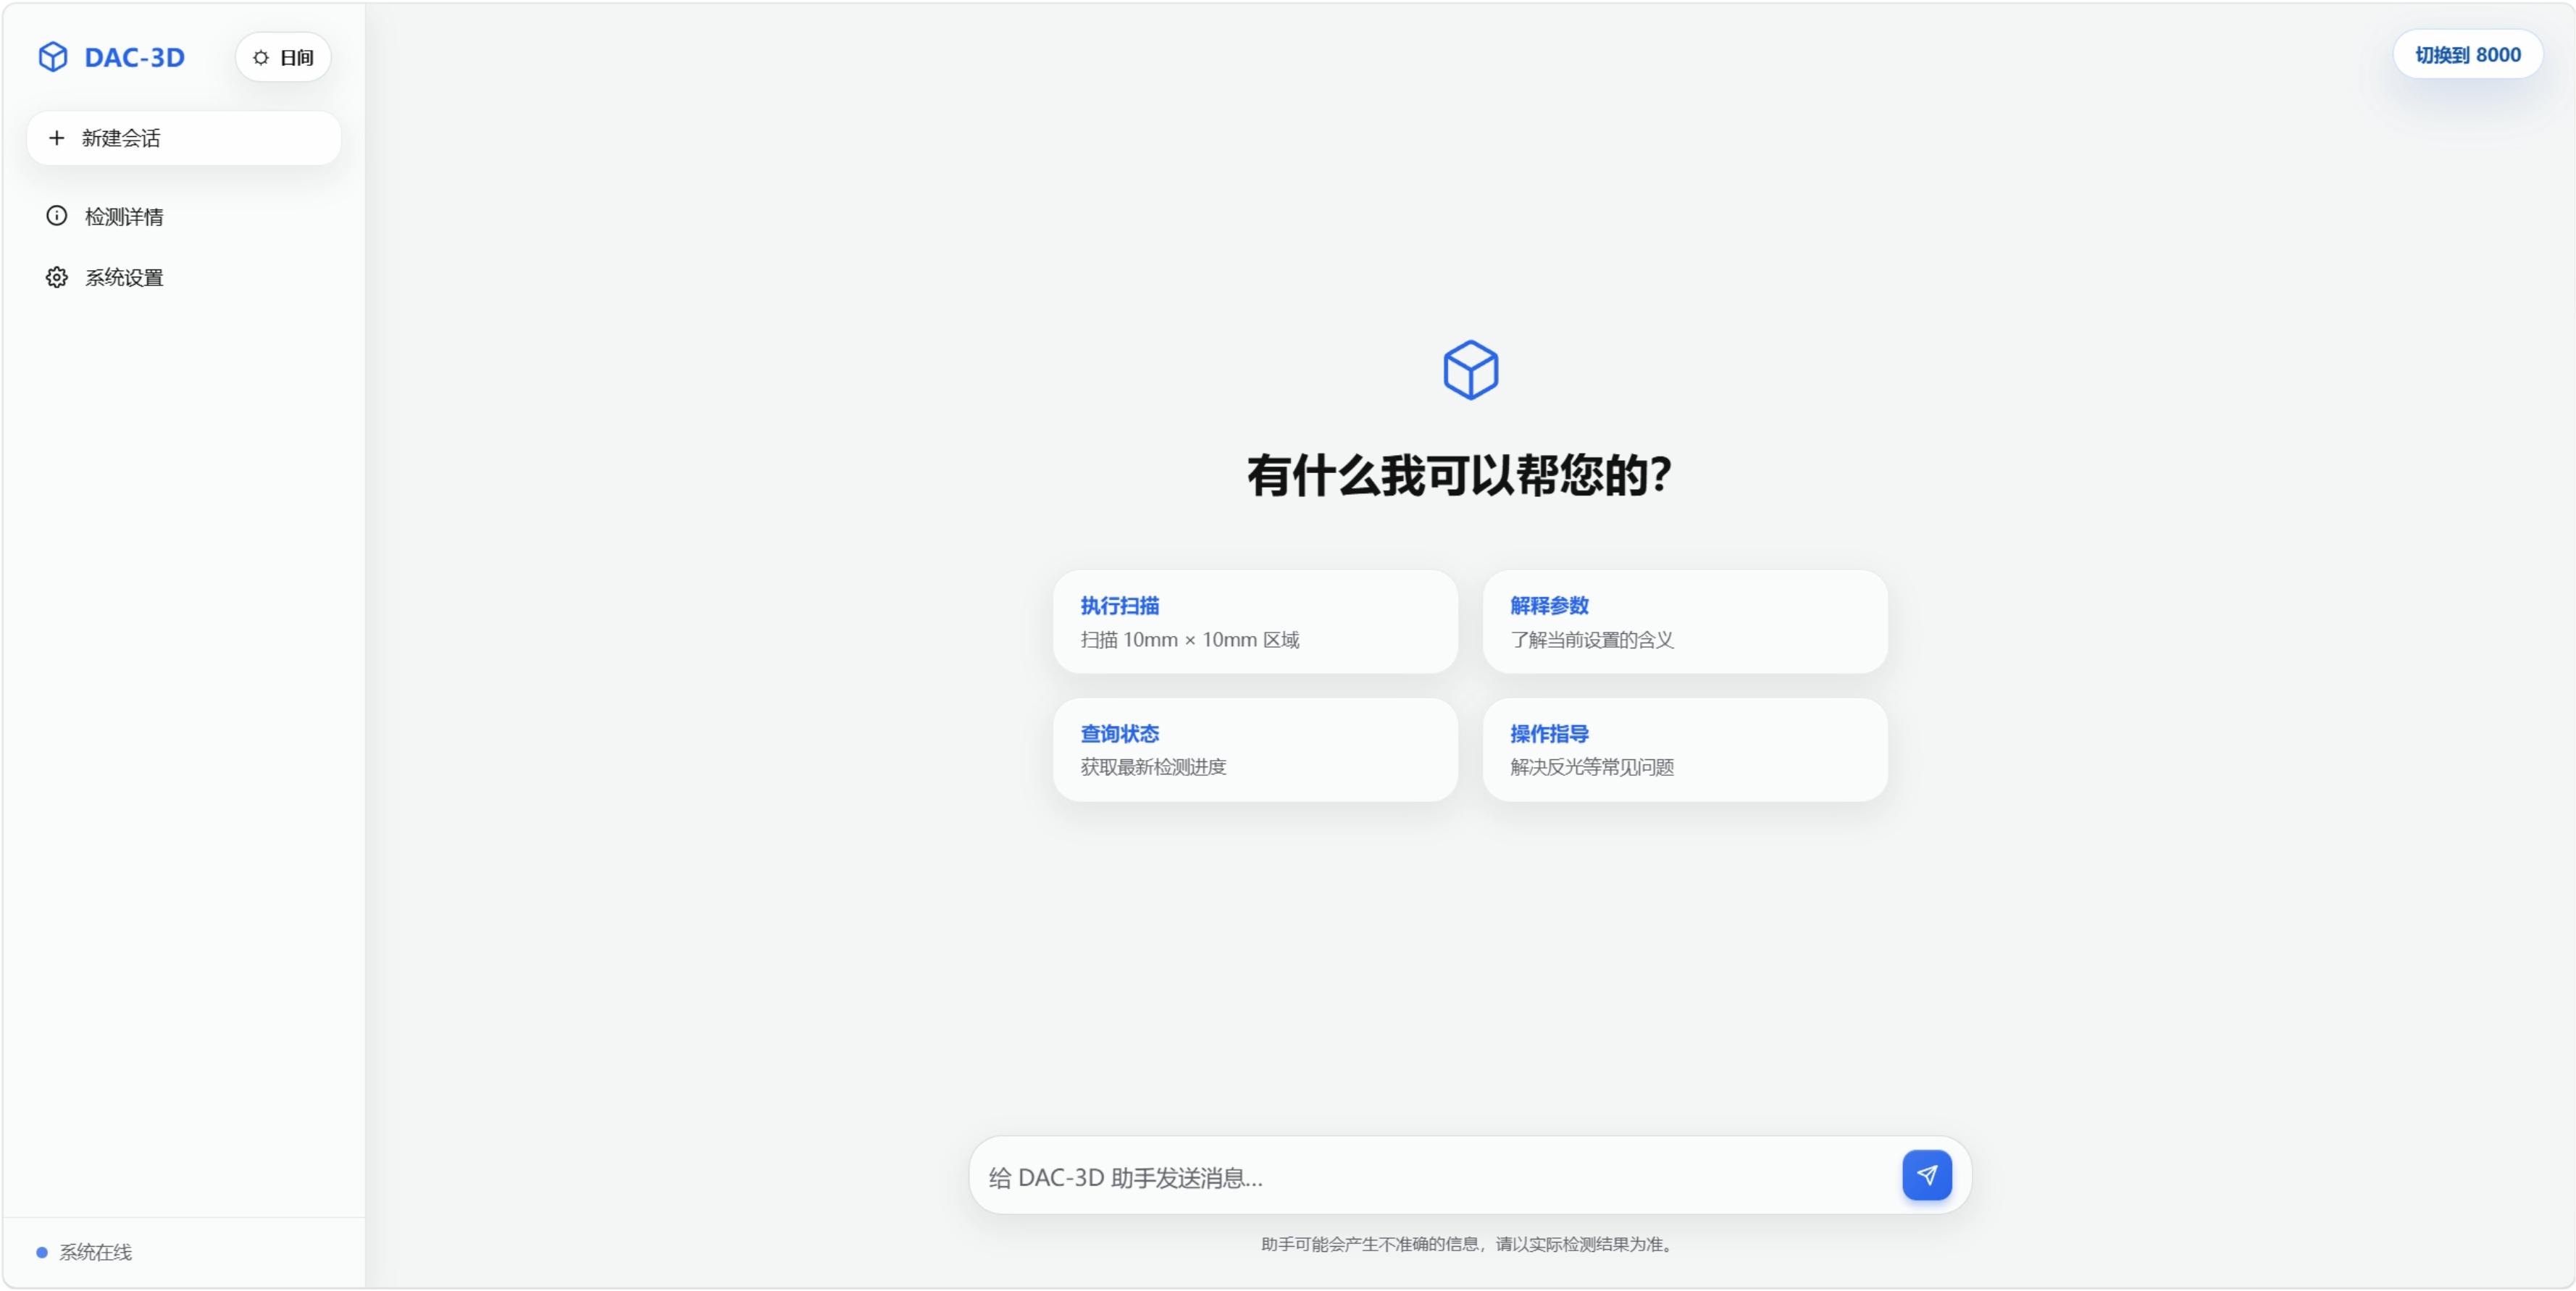 DAC-3D
日间
新建会话
检测详情
系统设置
系统在线
切换到 8000
有什么我可以帮您的?
执行扫描
扫描 10mm × 10mm 区域
解释参数
了解当前设置的含义
查询状态
获取最新检测进度
操作指导
解决反光等常见问题
给 DAC-3D 助手发送消息...
助手可能会产生不准确的信息，请以实际检测结果为准。